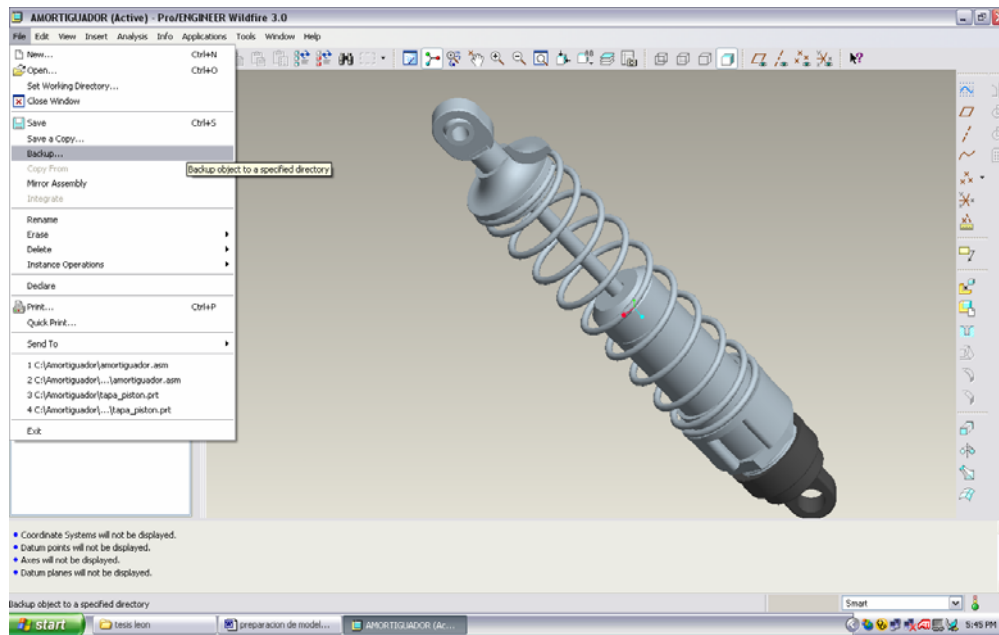 AMORTIGUADOR (Active) - Pro/ENGINEER Wildfire 3.0
File Edit View Insert Analysis Info Applications Tools Window Help
New... Ctrl+N
Open... Ctrl+O
Set Working Directory...
Close Window
Save Ctrl+S
Save a Copy...
Backup...
Backup object to a specified directory
Copy From
Mirror Assembly
Integrate
Rename
Erase
Delete
Instance Operations
Declare
Print... Ctrl+P
Quick Print...
Send To
1 C:\Amortiguador\amortiguador.asm
2 C:\Amortiguador\...\amortiguador.asm
3 C:\Amortiguador\tapa_piston.prt
4 C:\Amortiguador\...\tapa_piston.prt
Exit
Coordinate Systems will not be displayed.
Datum points will not be displayed.
Axes will not be displayed.
Datum planes will not be displayed.
Backup object to a specified directory
Smart
start
tesis leon
preparacion de model...
AMORTIGUADOR (Ac...
5:45 PM